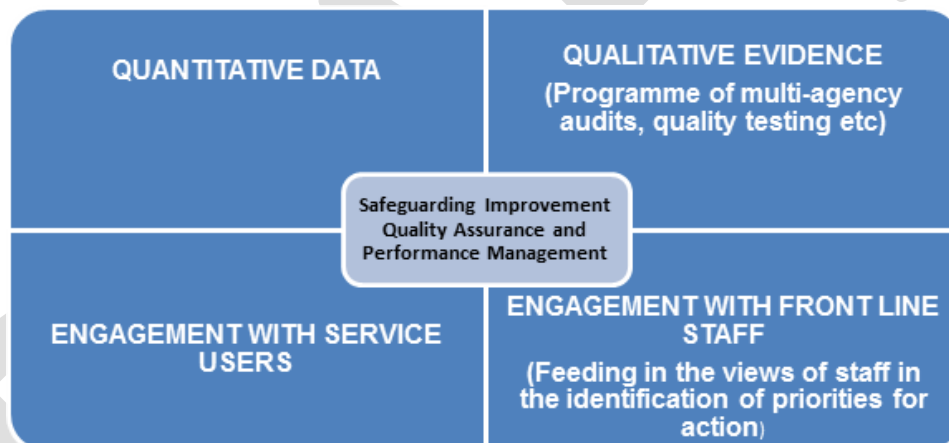 QUANTITATIVE DATA
QUALITATIVE EVIDENCE
(Programme of multi-agency
audits, quality testing etc)
Safeguarding Improvement
Quality Assurance and
Performance Management
ENGAGEMENT WITH SERVICE
USERS
ENGAGEMENT WITH FRONT LINE
STAFF
(Feeding in the views of staff in
the identification of priorities for
action)